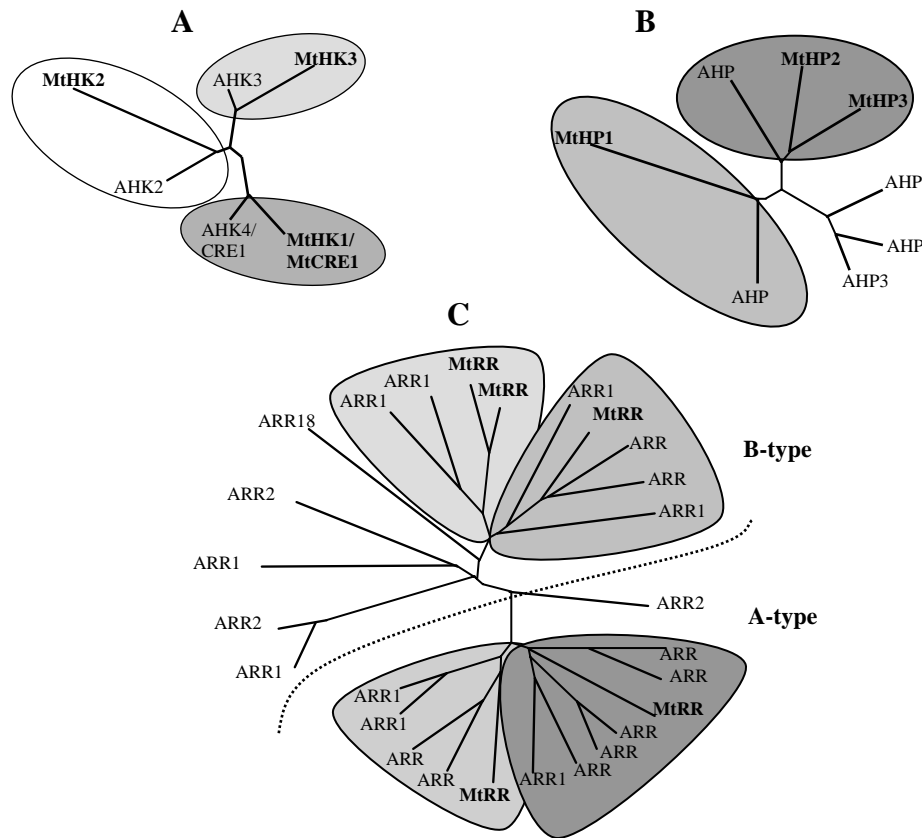 A
MtHK2
AHK3
MtHK3
AHK2
AHK4/
CRE1
MtHK1/
MtCRE1
B
AHP
MtHP2
MtHP3
MtHP1
AHP
AHP
AHP3
AHP
C
MtRR
ARR1
MtRR
ARR1
ARR18
ARR2
ARR1
ARR2
ARR1
ARR1
MtRR
ARR
ARR
ARR1
B-type
ARR2
A-type
ARR
ARR
MtRR
ARR
ARR
ARR
ARR1
ARR1
ARR1
ARR
ARR
MtRR